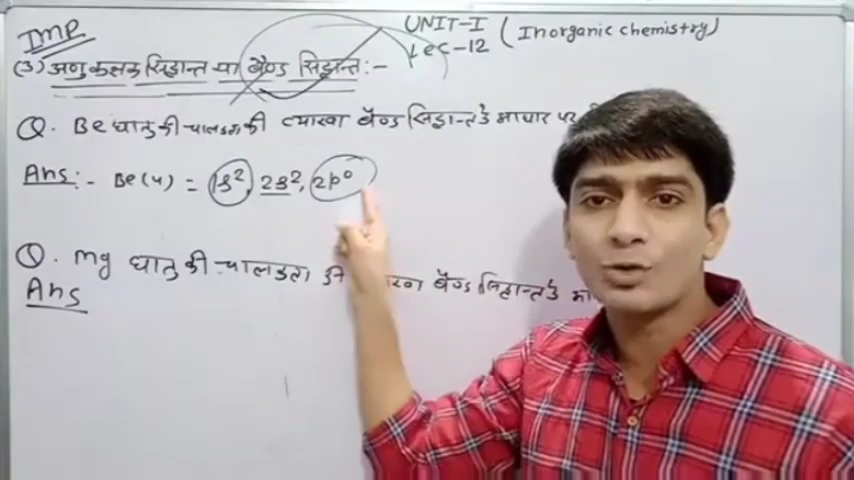 IMP
UNIT-I (Inorganic chemistry)
Lec-12
(3) अणु कक्षक सिद्धान्त या बैण्ड सिद्धान्त :-
Q. Be धातु की चालकता की व्याख्या बैण्ड सिद्धान्त के आधार पर
Ans:- Be(4) = 1s², 2s², 2p⁰
Q. Mg धातु की चालकता की बैण्ड सिद्धान्त के
Ans